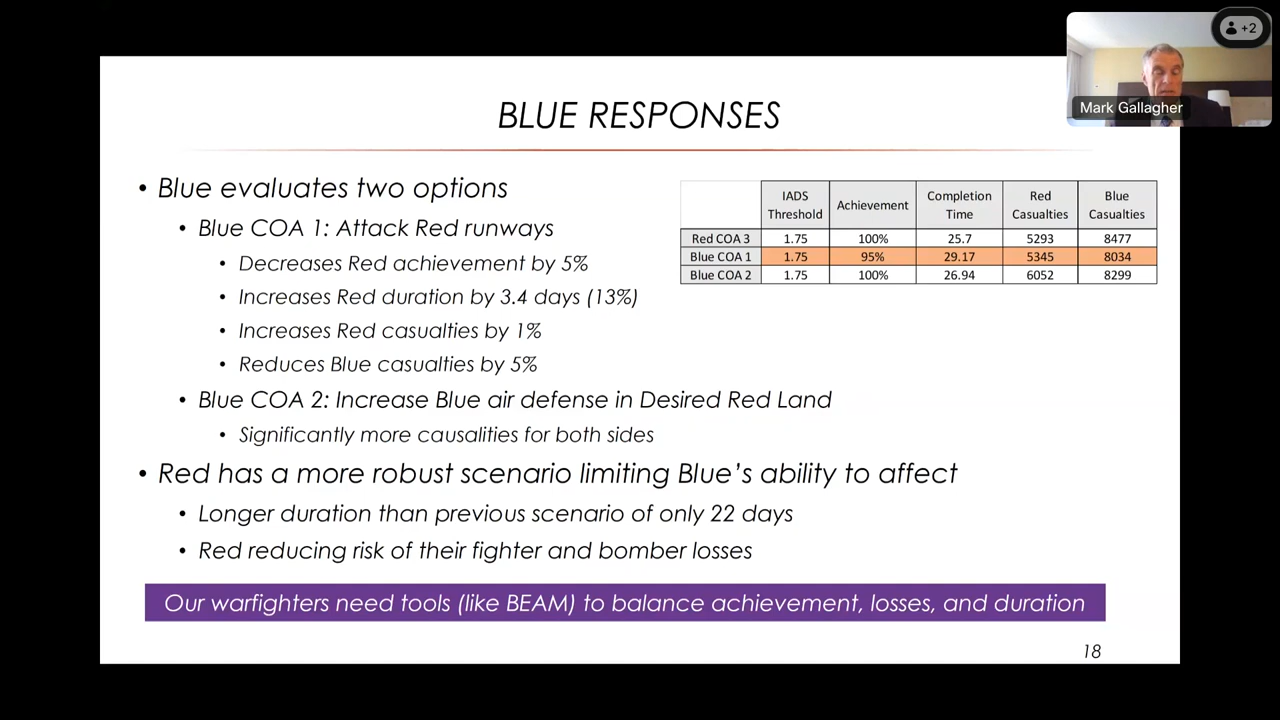 +2
Mark Gallagher
BLUE RESPONSES
• Blue evaluates two options
• Blue COA 1: Attack Red runways
• Decreases Red achievement by 5%
• Increases Red duration by 3.4 days (13%)
• Increases Red casualties by 1%
• Reduces Blue casualties by 5%
• Blue COA 2: Increase Blue air defense in Desired Red Land
• Significantly more causalities for both sides
• Red has a more robust scenario limiting Blue's ability to affect
• Longer duration than previous scenario of only 22 days
• Red reducing risk of their fighter and bomber losses
IADS Threshold Achievement Completion Time Red Casualties Blue Casualties
Red COA 3 1.75 100% 25.7 5293 8477
Blue COA 1 1.75 95% 29.17 5345 8034
Blue COA 2 1.75 100% 26.94 6052 8299
Our warfighters need tools (like BEAM) to balance achievement, losses, and duration
18